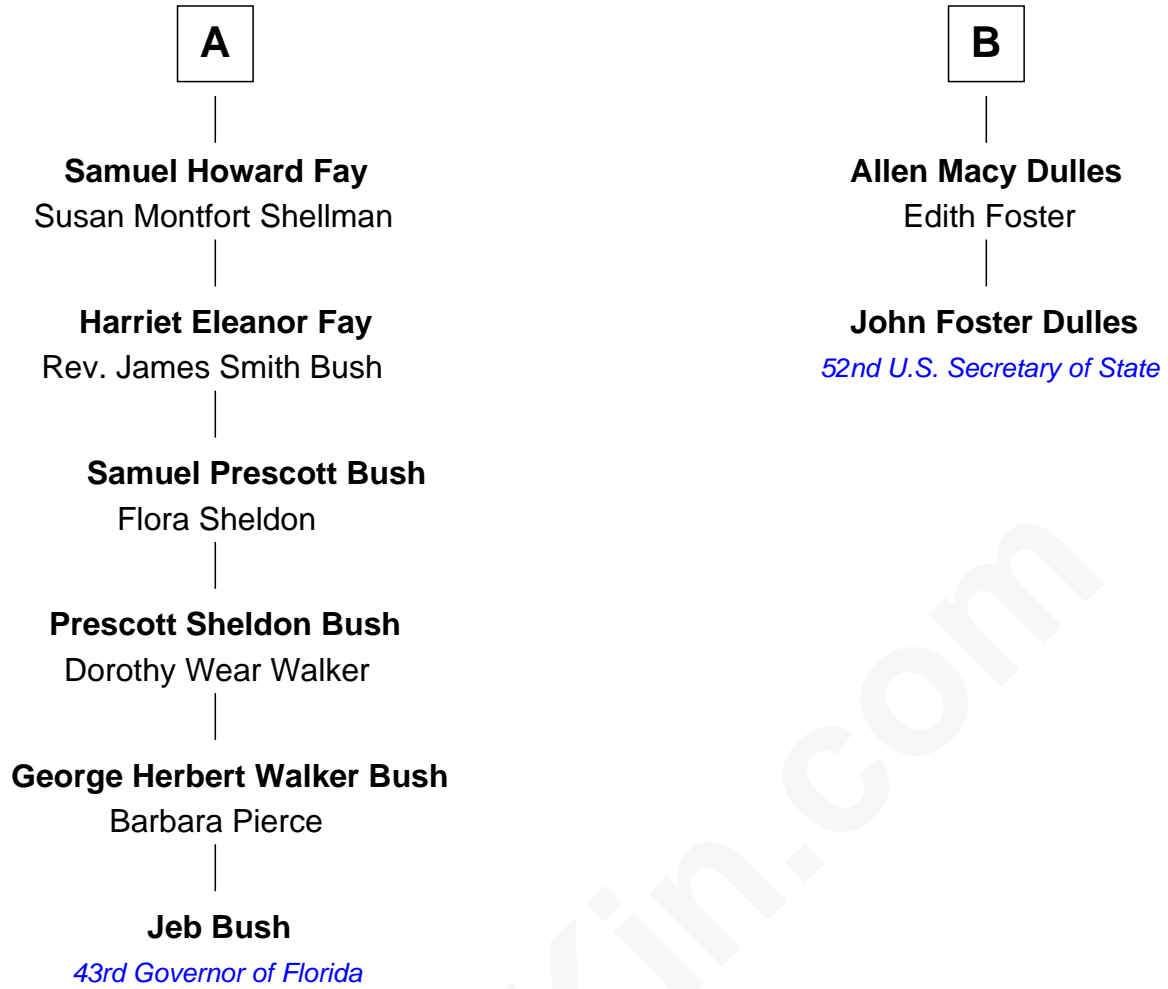 A
Samuel Howard Fay
Susan Montfort Shellman
Harriet Eleanor Fay
Rev. James Smith Bush
Samuel Prescott Bush
Flora Sheldon
Prescott Sheldon Bush
Dorothy Wear Walker
George Herbert Walker Bush
Barbara Pierce
Jeb Bush
43rd Governor of Florida
B
Allen Macy Dulles
Edith Foster
John Foster Dulles
52nd U.S. Secretary of State
kin.com